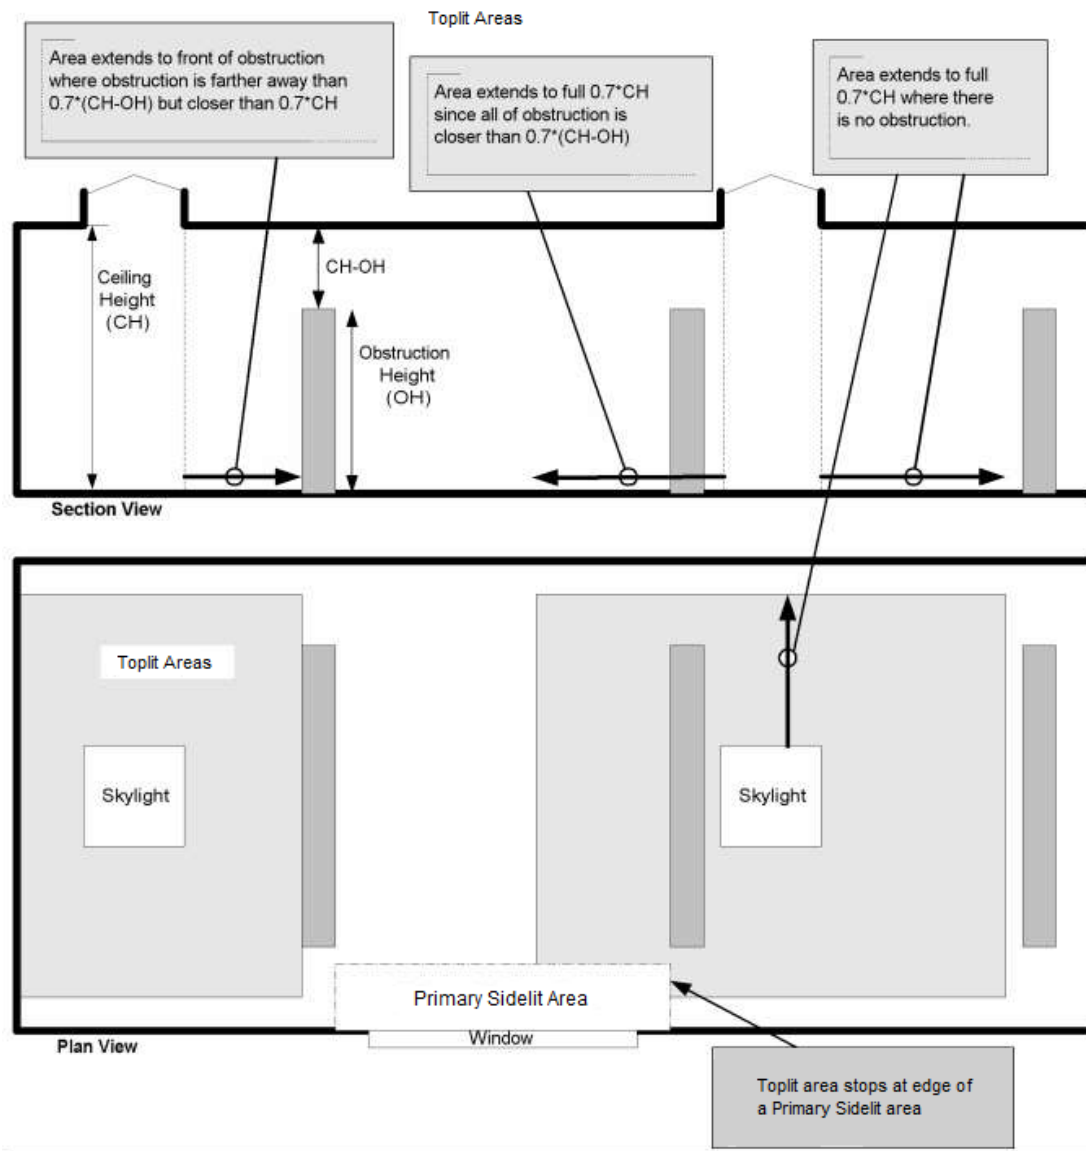 Toplit Areas
Area extends to front of obstruction
where obstruction is farther away than
0.7*(CH-OH) but closer than 0.7*CH
Area extends to full 0.7*CH
since all of obstruction is
closer than 0.7*(CH-OH)
Area extends to full
0.7*CH where there
is no obstruction.
Ceiling
Height
(CH)
CH-OH
Obstruction
Height
(OH)
Section View
Toplit Areas
Skylight
Skylight
Primary Sidelit Area
Window
Plan View
Toplit area stops at edge of
a Primary Sidelit area